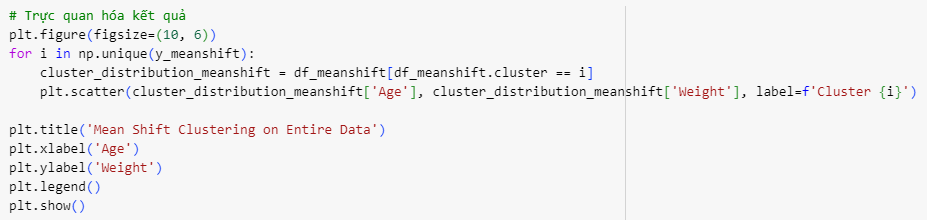 # Trực quan hóa kết quả
plt.figure(figsize=(10, 6))
for i in np.unique(y_meanshift):
    cluster_distribution_meanshift = df_meanshift[df_meanshift.cluster == i]
    plt.scatter(cluster_distribution_meanshift['Age'], cluster_distribution_meanshift['Weight'], label=f'Cluster {i}')
plt.title('Mean Shift Clustering on Entire Data')
plt.xlabel('Age')
plt.ylabel('Weight')
plt.legend()
plt.show()